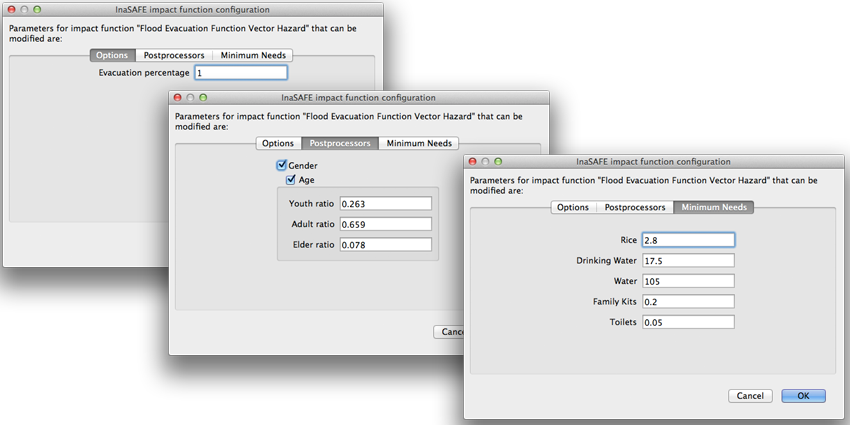 InaSAFE impact function configuration
Parameters for impact function "Flood Evacuation Function Vector Hazard" that can be
modified are:
Options Postprocessors Minimum Needs
Evacuation percentage 1
InaSAFE impact function configuration
Parameters for impact function "Flood Evacuation Function Vector Hazard" that can be
modified are:
Options Postprocessors Minimum Needs
Gender
Age
Youth ratio 0.263
Adult ratio 0.659
Elder ratio 0.078
InaSAFE impact function configuration
Parameters for impact function "Flood Evacuation Function Vector Hazard" that can be
modified are:
Options Postprocessors Minimum Needs
Rice 2.8
Drinking Water 17.5
Water 105
Family Kits 0.2
Toilets 0.05
Cancel OK